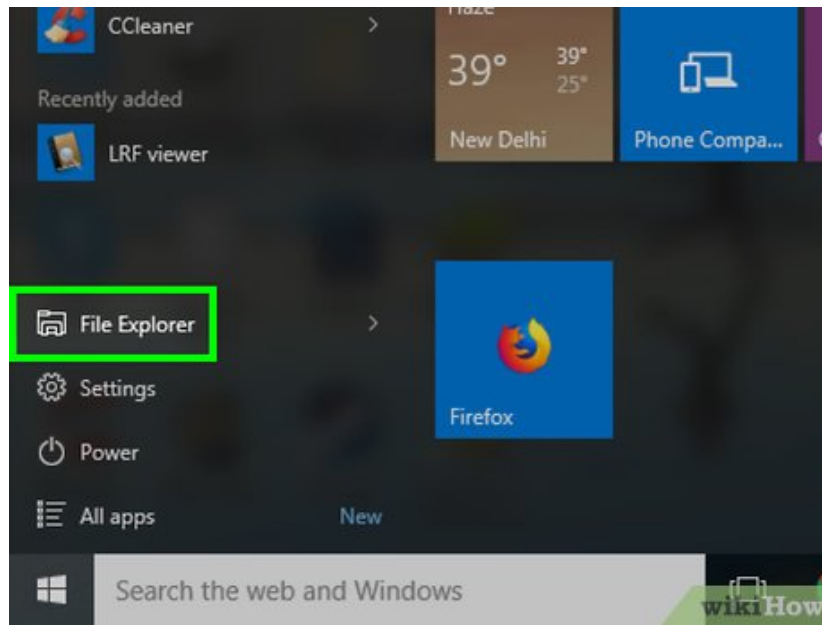 CCleaner
Recently added
LRF viewer
File Explorer
Settings
Power
All apps
New
Haze
39°
39°
25°
New Delhi
Phone Compa...
Firefox
Search the web and Windows
wikiHow